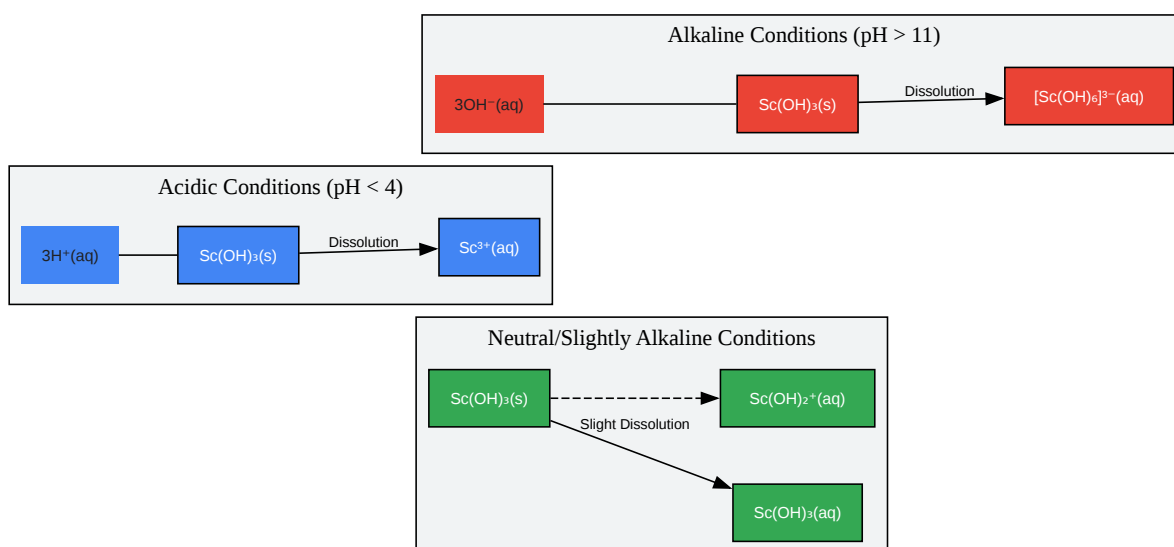 Alkaline Conditions (pH > 11)
3OH⁻(aq)
Sc(OH)₃(s)
Dissolution
[Sc(OH)₆]³⁻(aq)
Acidic Conditions (pH < 4)
3H⁺(aq)
Sc(OH)₃(s)
Dissolution
Sc³⁺(aq)
Neutral/Slightly Alkaline Conditions
Sc(OH)₃(s)
Sc(OH)₂⁺(aq)
Slight Dissolution
Sc(OH)₃(aq)